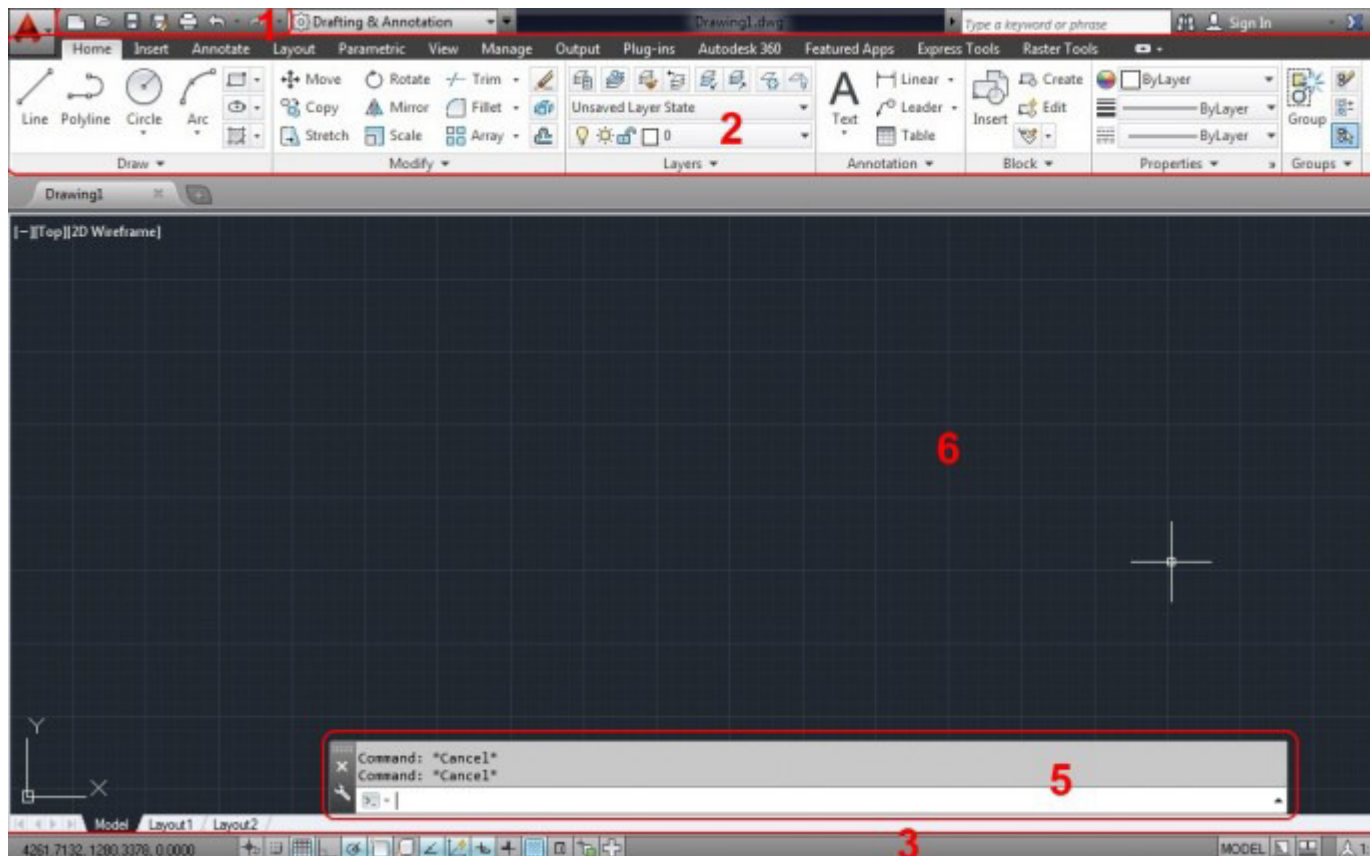 1 Drafting & Annotation Drawing1.dwg Type a keyword or phrase Sign In
Home Insert Annotate Layout Parametric View Manage Output Plug-ins Autodesk 360 Featured Apps Express Tools Raster Tools
Move Rotate Trim Linear Create ByLayer
Line Polyline Circle Arc Copy Mirror Fillet Unsaved Layer State Text Leader Insert Edit ByLayer Group
Stretch Scale Array 0 2 Table ByLayer
Draw Modify Layers Annotation Block Properties Groups
Drawing1
[−][Top][2D Wireframe]
6
Y
X
Command: *Cancel*
Command: *Cancel*
5
Model Layout1 Layout2
4261.7132, 1280.3378, 0.0000 3 MODEL